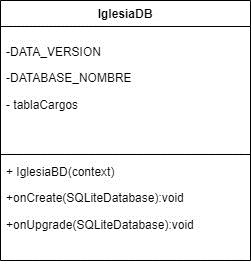 IglesiaDB
-DATA_VERSION
-DATABASE_NOMBRE
- tablaCargos
+ IglesiaBD(context)
+onCreate(SQLiteDatabase):void
+onUpgrade(SQLiteDatabase):void